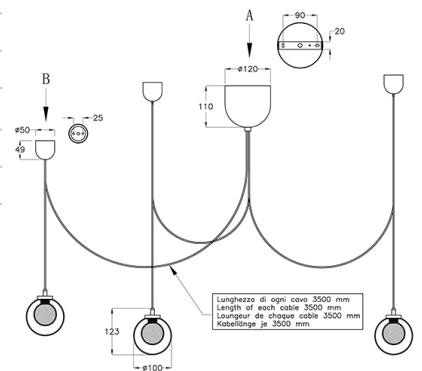 A
90
20
ø120
B
110
ø50
25
49
Lunghezza di ogni cavo 3500 mm
Length of each cable 3500 mm
Loungeur de chaque cable 3500 mm
Kabellänge je 3500 mm
123
ø100